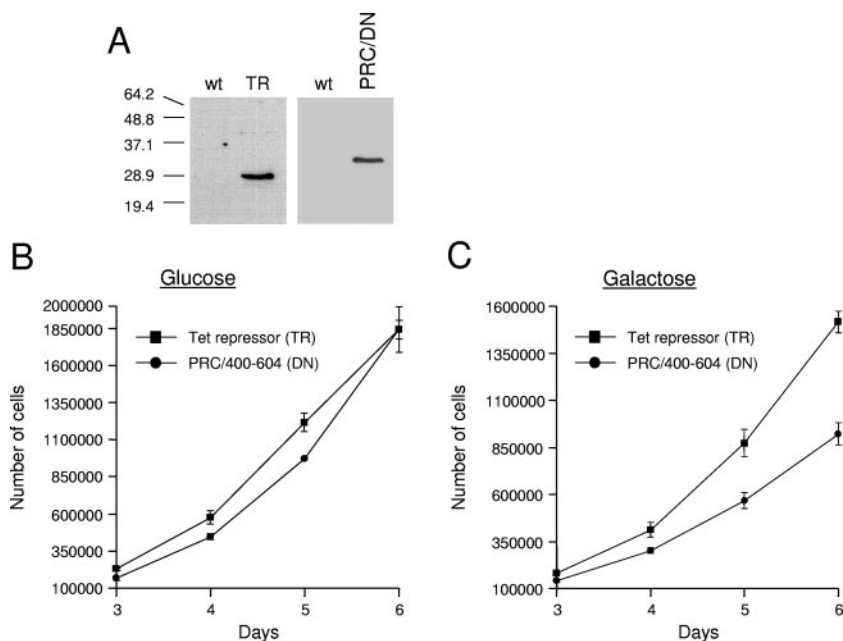 A
wt TR
wt PRC/DN
64.2
48.8
37.1
28.9
19.4
B
Glucose
Number of cells
2000000
1850000
1600000
1350000
1100000
850000
600000
350000
100000
Tet repressor (TR)
PRC/400-604 (DN)
3 4 5 6
Days
C
Galactose
Number of cells
1600000
1350000
1100000
850000
600000
350000
100000
Tet repressor (TR)
PRC/400-604 (DN)
3 4 5 6
Days